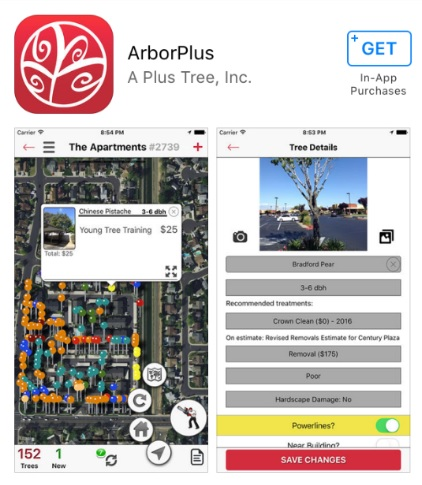 ArborPlus
A Plus Tree, Inc.
+
GET
In-App
Purchases
Carrier 8:54 PM
The Apartments #2739
Chinese Pistache 3-6 dbh
Young Tree Training $25
Total: $25
152
Trees
1
New
?
Carrier 8:53 PM
Tree Details
Bradford Pear
3-6 dbh
Recommended treatments:
Crown Clean ($0) - 2016
On estimate: Revised Removals Estimate for Century Plaza
Removal ($175)
Poor
Hardscape Damage: No
Powerlines?
Near Building?
SAVE CHANGES